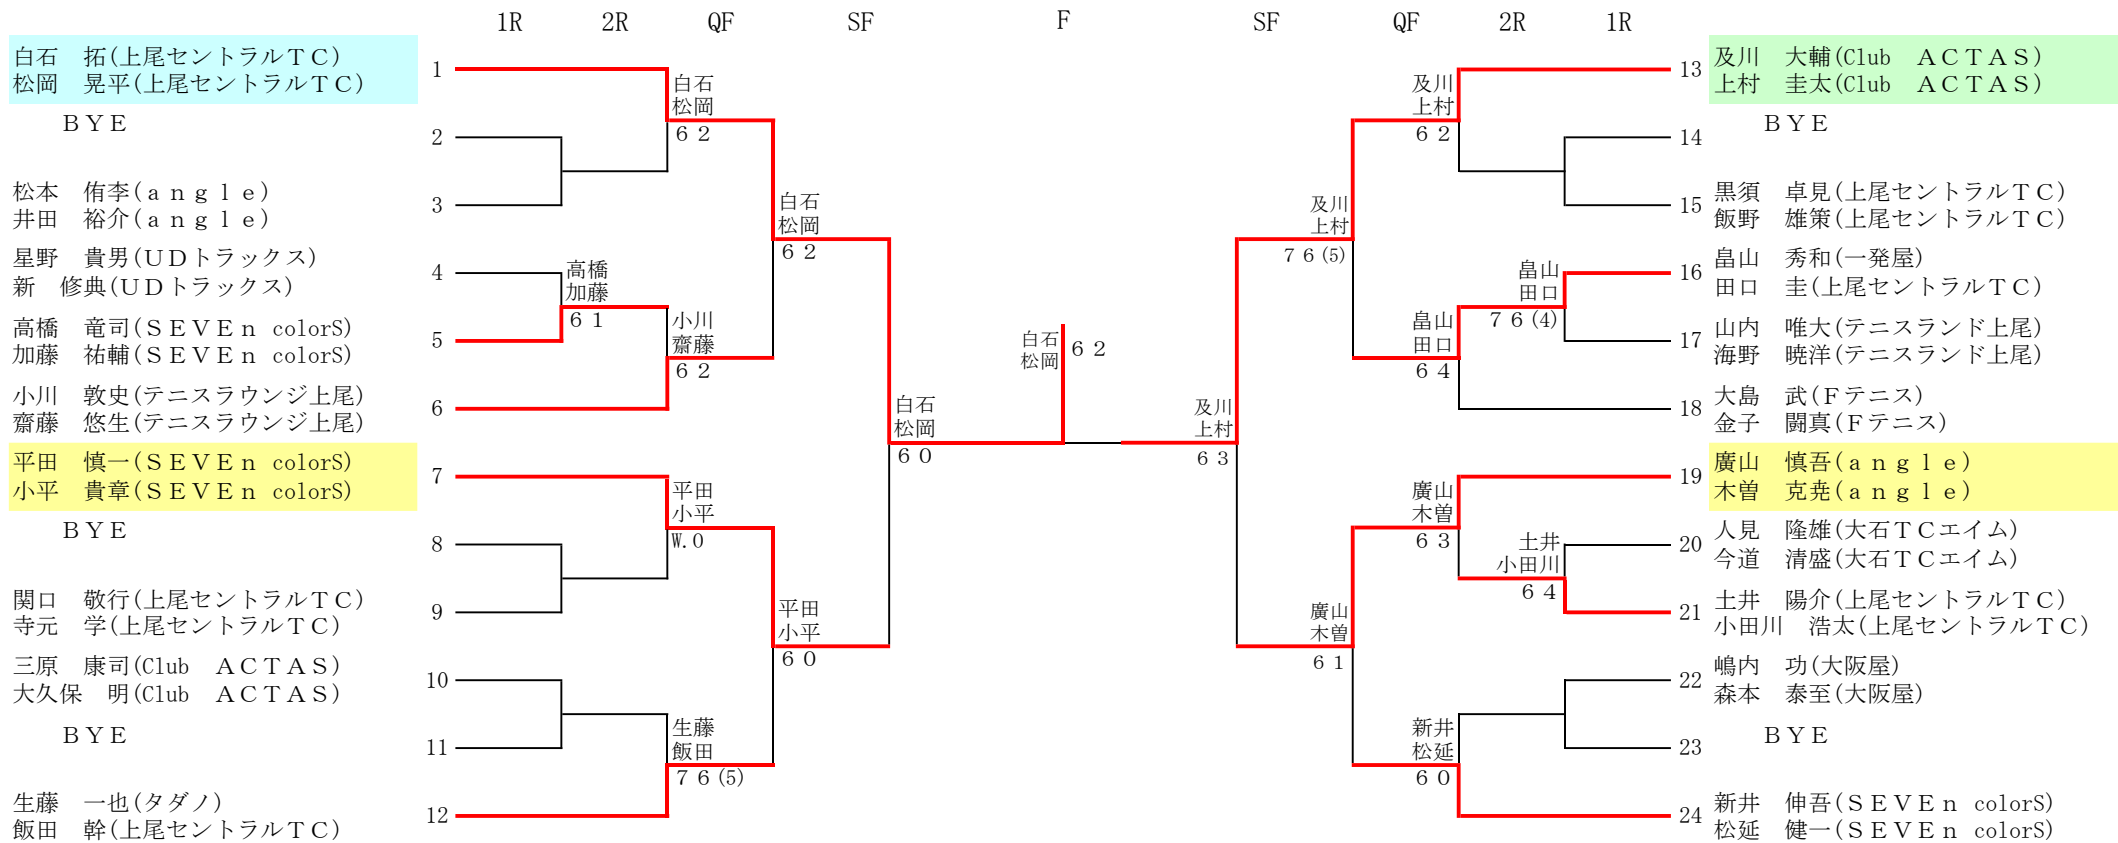 1R 2R QF SF F SF QF 2R 1R
白石　拓(上尾セントラルＴＣ)
松岡　晃平(上尾セントラルＴＣ)
1
ＢＹＥ
2
松本　侑李(ａｎｇｌｅ)
井田　裕介(ａｎｇｌｅ)
3
星野　貴男(ＵＤトラックス)
新　修典(ＵＤトラックス)
4
高橋　竜司(ＳＥＶＥｎ colorS)
加藤　祐輔(ＳＥＶＥｎ colorS)
5
小川　敦史(テニスラウンジ上尾)
齋藤　悠生(テニスラウンジ上尾)
6
平田　慎一(ＳＥＶＥｎ colorS)
小平　貴章(ＳＥＶＥｎ colorS)
7
ＢＹＥ
8
関口　敬行(上尾セントラルＴＣ)
寺元　学(上尾セントラルＴＣ)
9
三原　康司(Club　ＡＣＴＡＳ)
大久保　明(Club　ＡＣＴＡＳ)
10
ＢＹＥ
11
生藤　一也(タダノ)
飯田　幹(上尾セントラルＴＣ)
12
高橋
加藤
６１
白石
松岡
６２
小川
齋藤
６２
平田
小平
W.O
生藤
飯田
７６(5)
白石
松岡
６２
平田
小平
６０
白石
松岡
６０
白石
松岡
６２
及川
上村
６３
及川
上村
７６(5)
廣山
木曽
６１
及川
上村
６２
畠山
田口
６４
廣山
木曽
６３
新井
松延
６０
畠山
田口
７６(4)
土井
小田川
６４
13
及川　大輔(Club　ＡＣＴＡＳ)
上村　圭太(Club　ＡＣＴＡＳ)
14
ＢＹＥ
15
黒須　卓見(上尾セントラルＴＣ)
飯野　雄策(上尾セントラルＴＣ)
16
畠山　秀和(一発屋)
田口　圭(上尾セントラルＴＣ)
17
山内　唯大(テニスランド上尾)
海野　暁洋(テニスランド上尾)
18
大島　武(Ｆテニス)
金子　闘真(Ｆテニス)
19
廣山　慎吾(ａｎｇｌｅ)
木曽　克尭(ａｎｇｌｅ)
20
人見　隆雄(大石ＴＣエイム)
今道　清盛(大石ＴＣエイム)
21
土井　陽介(上尾セントラルＴＣ)
小田川　浩太(上尾セントラルＴＣ)
22
嶋内　功(大阪屋)
森本　泰至(大阪屋)
23
ＢＹＥ
24
新井　伸吾(ＳＥＶＥｎ colorS)
松延　健一(ＳＥＶＥｎ colorS)